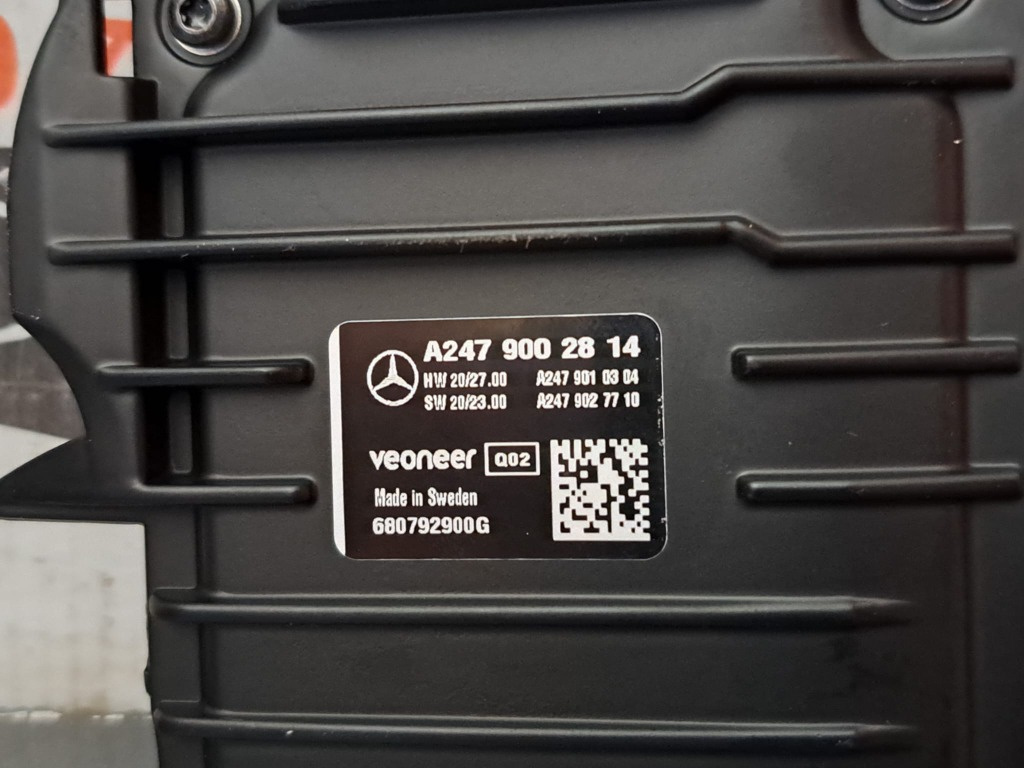 A247 900 28 14
HW 20/27.00 A247 901 03 04
SW 20/23.00 A247 902 77 10
veoneer Q02
Made in Sweden
680792900G